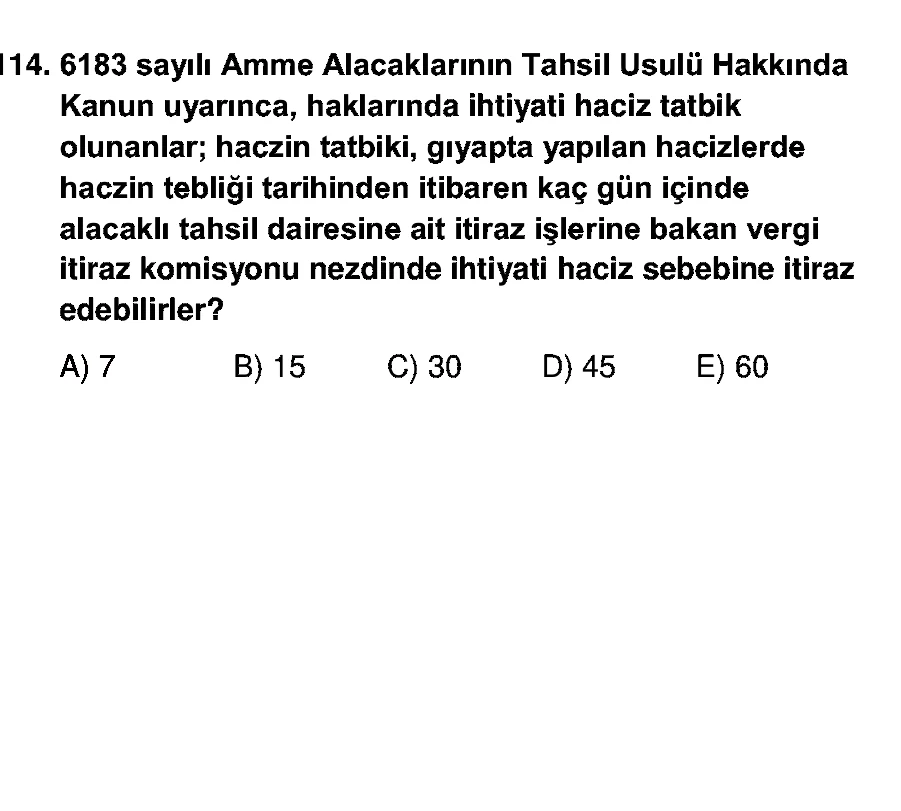 114. 6183 sayılı Amme Alacaklarının Tahsil Usulü Hakkında
Kanun uyarınca, haklarında ihtiyati haciz tatbik
olunanlar; haczin tatbiki, gıyapta yapılan hacizlerde
haczin tebliği tarihinden itibaren kaç gün içinde
alacaklı tahsil dairesine ait itiraz işlerine bakan vergi
itiraz komisyonu nezdinde ihtiyati haciz sebebine itiraz
edebilirler?
A) 7 B) 15 C) 30 D) 45 E) 60